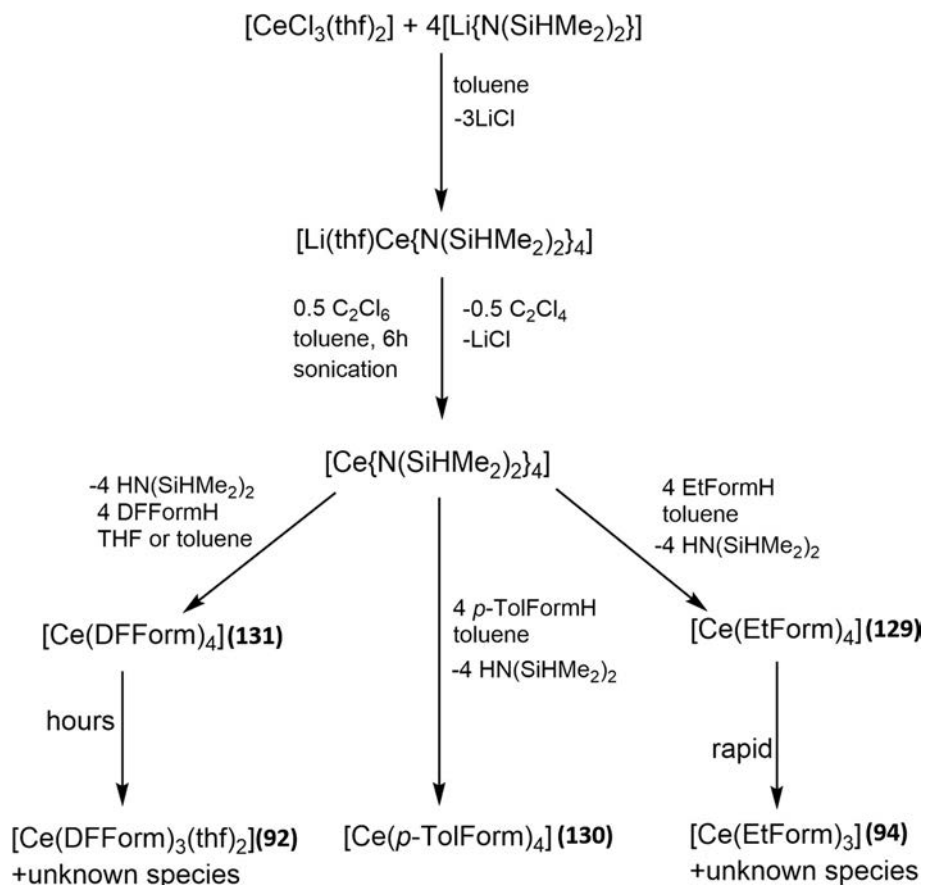 [CeCl₃(thf)₂] + 4[Li{N(SiHMe₂)₂}]
toluene
-3LiCl
[Li(thf)Ce{N(SiHMe₂)₂}₄]
0.5 C₂Cl₆
toluene, 6h
sonication
-0.5 C₂Cl₄
-LiCl
[Ce{N(SiHMe₂)₂}₄]
-4 HN(SiHMe₂)₂
4 DFFormH
THF or toluene
4 p-TolFormH
toluene
-4 HN(SiHMe₂)₂
4 EtFormH
toluene
-4 HN(SiHMe₂)₂
[Ce(DFForm)₄](131)
[Ce(EtForm)₄](129)
hours
rapid
[Ce(DFForm)₃(thf)₂](92)
+unknown species
[Ce(p-TolForm)₄](130)
[Ce(EtForm)₃](94)
+unknown species